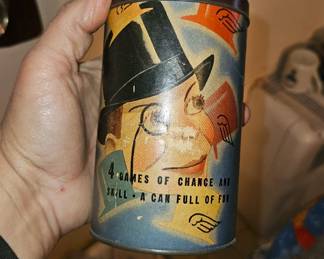 4 GAMES OF CHANCE AND
SKILL • A CAN FULL OF FUN